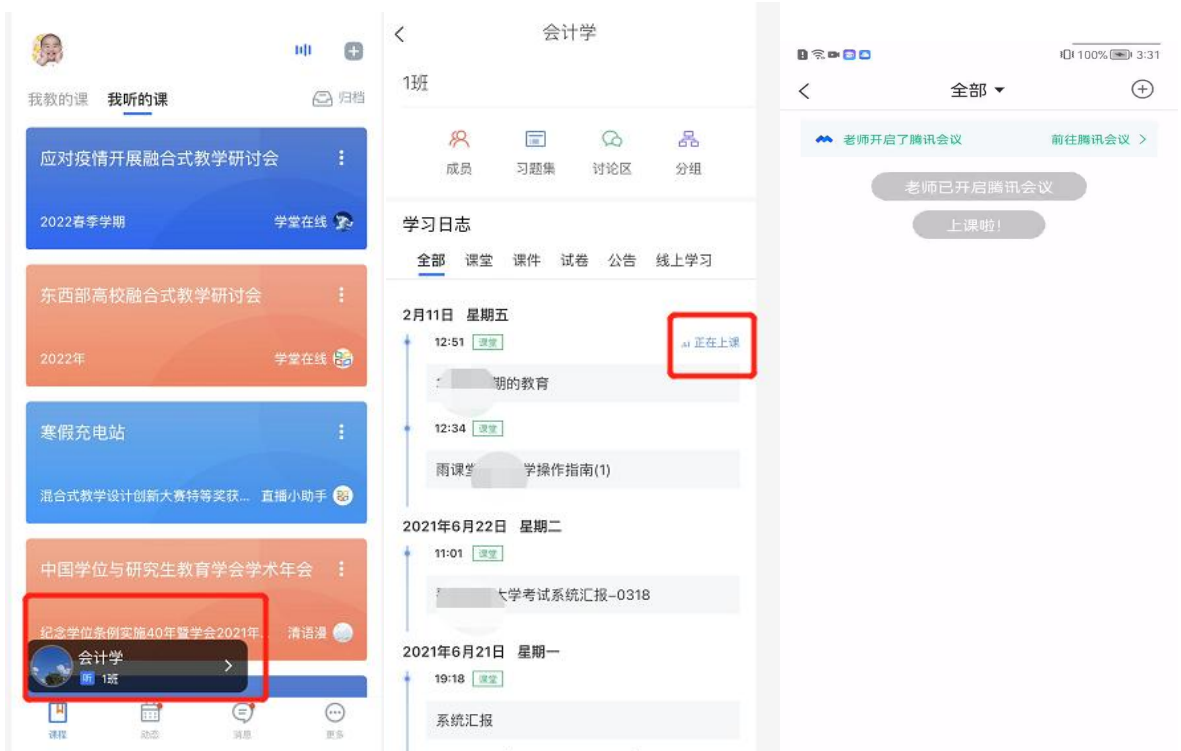 我教的课 我听的课 归档
应对疫情开展融合式教学研讨会
2022春季学期 学堂在线
东西部高校融合式教学研讨会
2022年 学堂在线
寒假充电站
混合式教学设计创新大赛特等奖获... 直播小助手
中国学位与研究生教育学会学术年会
纪念学位条例实施40年暨学会2021年... 清语漫
会计学
听 1班
课程 动态 消息 更多
会计学
1班
成员 习题集 讨论区 分组
学习日志
全部 课堂 课件 试卷 公告 线上学习
2月11日 星期五
12:51 课堂 正在上课
期的教育
12:34 课堂
雨课堂 学操作指南(1)
2021年6月22日 星期二
11:01 课堂
大学考试系统汇报-0318
2021年6月21日 星期一
19:18 课堂
系统汇报
100% 3:31
全部
老师开启了腾讯会议 前往腾讯会议 >
老师已开启腾讯会议
上课啦!